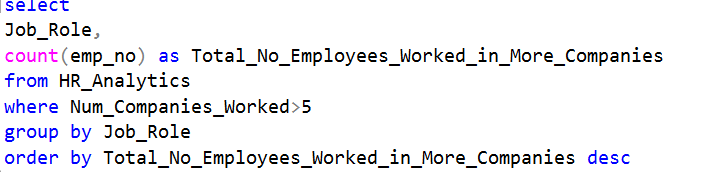 select
Job_Role,
count(emp_no) as Total_No_Employees_Worked_in_More_Companies
from HR_Analytics
where Num_Companies_Worked>5
group by Job_Role
order by Total_No_Employees_Worked_in_More_Companies desc